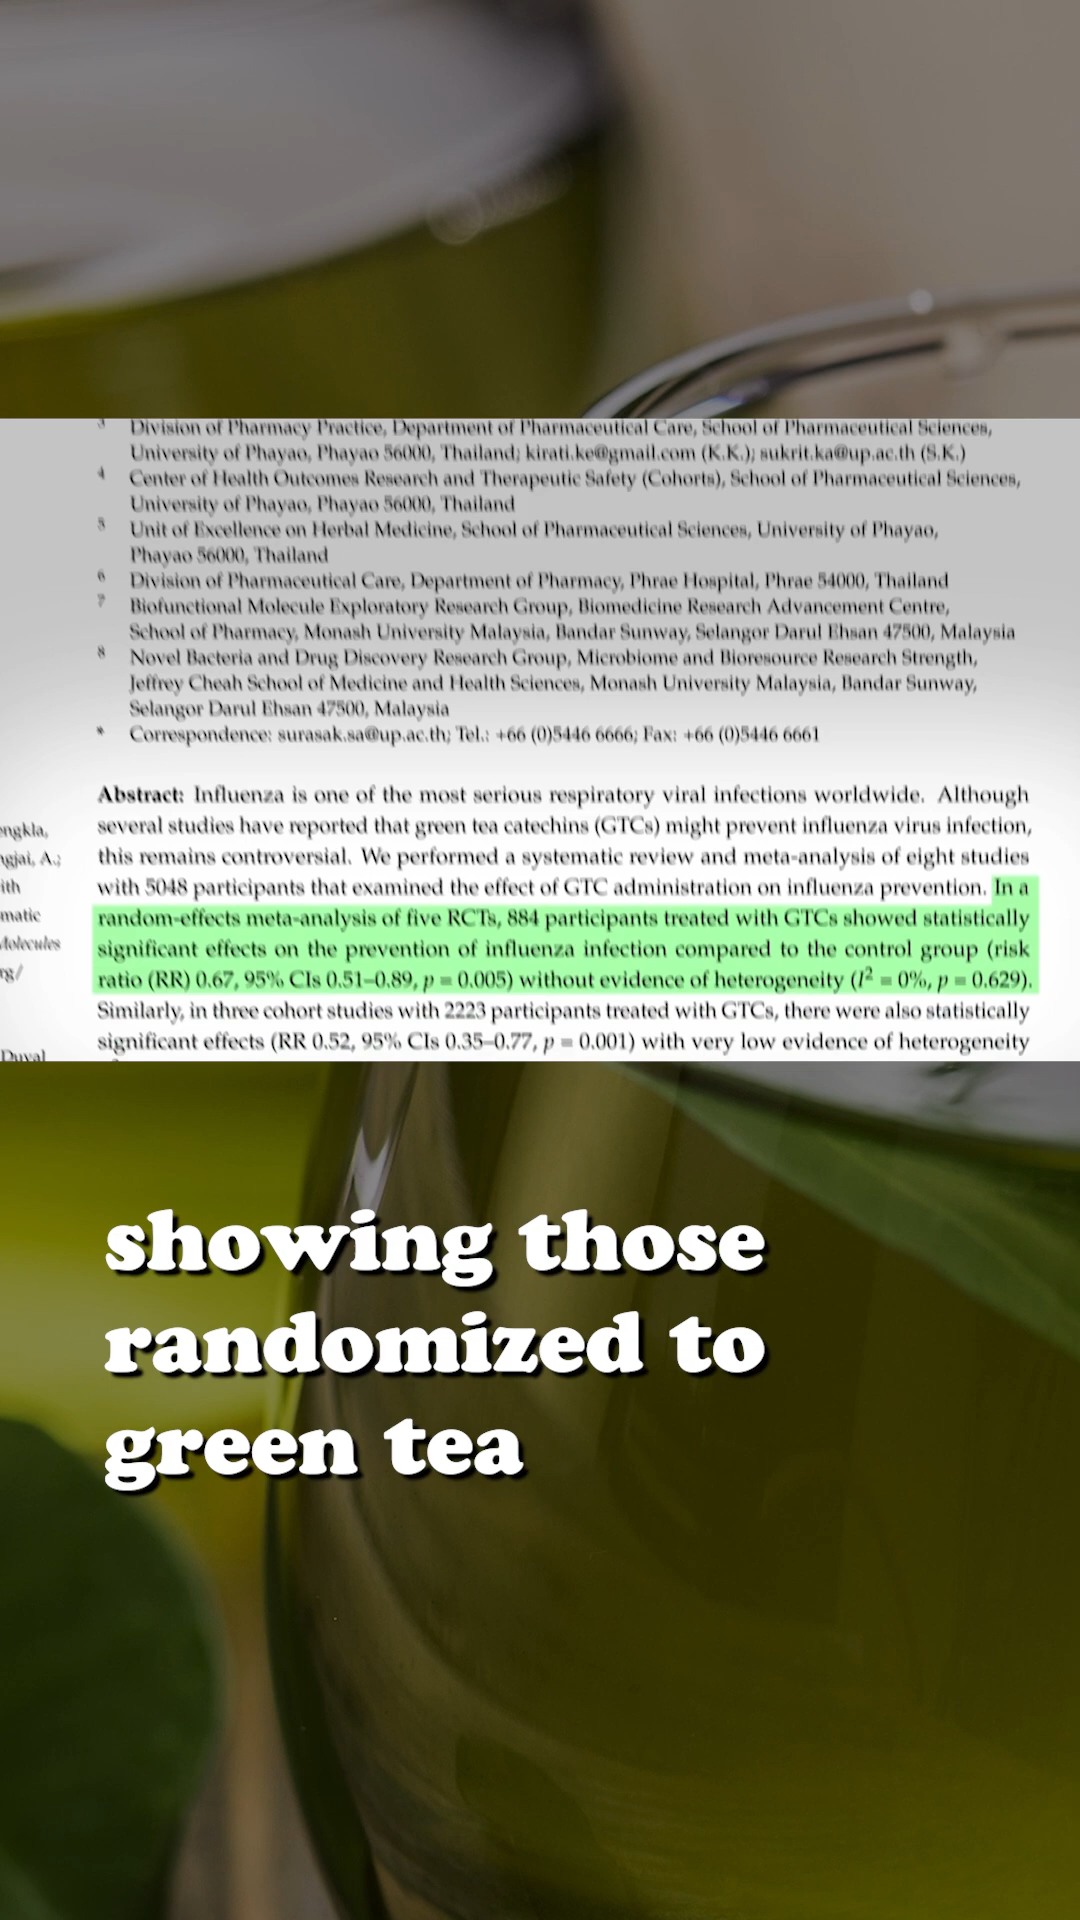 3 Division of Pharmacy Practice, Department of Pharmaceutical Care, School of Pharmaceutical Sciences,
University of Phayao, Phayao 56000, Thailand; kirati.ke@gmail.com (K.K.); sukrit.ka@up.ac.th (S.K.)
4 Center of Health Outcomes Research and Therapeutic Safety (Cohorts), School of Pharmaceutical Sciences,
University of Phayao, Phayao 56000, Thailand
5 Unit of Excellence on Herbal Medicine, School of Pharmaceutical Sciences, University of Phayao,
Phayao 56000, Thailand
6 Division of Pharmaceutical Care, Department of Pharmacy, Phrae Hospital, Phrae 54000, Thailand
7 Biofunctional Molecule Exploratory Research Group, Biomedicine Research Advancement Centre,
School of Pharmacy, Monash University Malaysia, Bandar Sunway, Selangor Darul Ehsan 47500, Malaysia
8 Novel Bacteria and Drug Discovery Research Group, Microbiome and Bioresource Research Strength,
Jeffrey Cheah School of Medicine and Health Sciences, Monash University Malaysia, Bandar Sunway,
Selangor Darul Ehsan 47500, Malaysia
* Correspondence: surasak.sa@up.ac.th; Tel.: +66 (0)5446 6666; Fax: +66 (0)5446 6661
Abstract: Influenza is one of the most serious respiratory viral infections worldwide. Although
several studies have reported that green tea catechins (GTCs) might prevent influenza virus infection,
this remains controversial. We performed a systematic review and meta-analysis of eight studies
with 5048 participants that examined the effect of GTC administration on influenza prevention. In a
random-effects meta-analysis of five RCTs, 884 participants treated with GTCs showed statistically
significant effects on the prevention of influenza infection compared to the control group (risk
ratio (RR) 0.67, 95% CIs 0.51–0.89, p = 0.005) without evidence of heterogeneity (I² = 0%, p = 0.629).
Similarly, in three cohort studies with 2223 participants treated with GTCs, there were also statistically
significant effects (RR 0.52, 95% CIs 0.35–0.77, p = 0.001) with very low evidence of heterogeneity
engkla,
ngjai, A.;
ith
matic
Molecules
rg/
Duval
showing those
randomized to
green tea